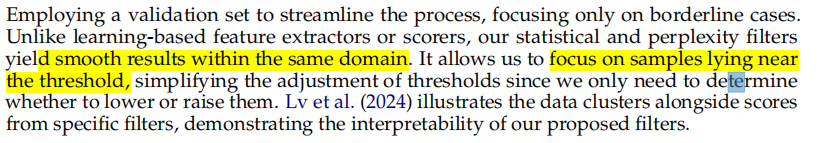 Employing a validation set to streamline the process, focusing only on borderline cases.
Unlike learning-based feature extractors or scorers, our statistical and perplexity filters
yield smooth results within the same domain. It allows us to focus on samples lying near
the threshold, simplifying the adjustment of thresholds since we only need to determine
whether to lower or raise them. Lv et al. (2024) illustrates the data clusters alongside scores
from specific filters, demonstrating the interpretability of our proposed filters.